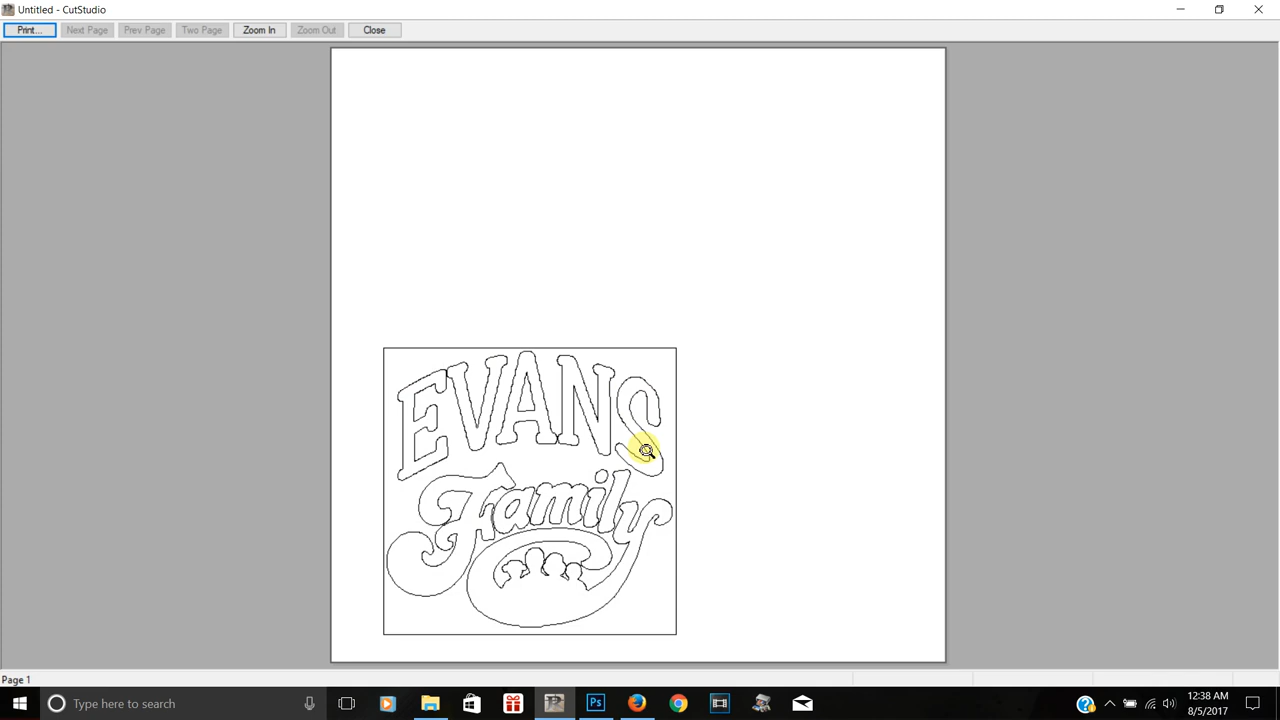 Untitled - CutStudio
Print... Next Page Prev Page Two Page Zoom In Zoom Out Close
EVANS
Family
Page 1
Type here to search
Ps
12:38 AM
8/5/2017